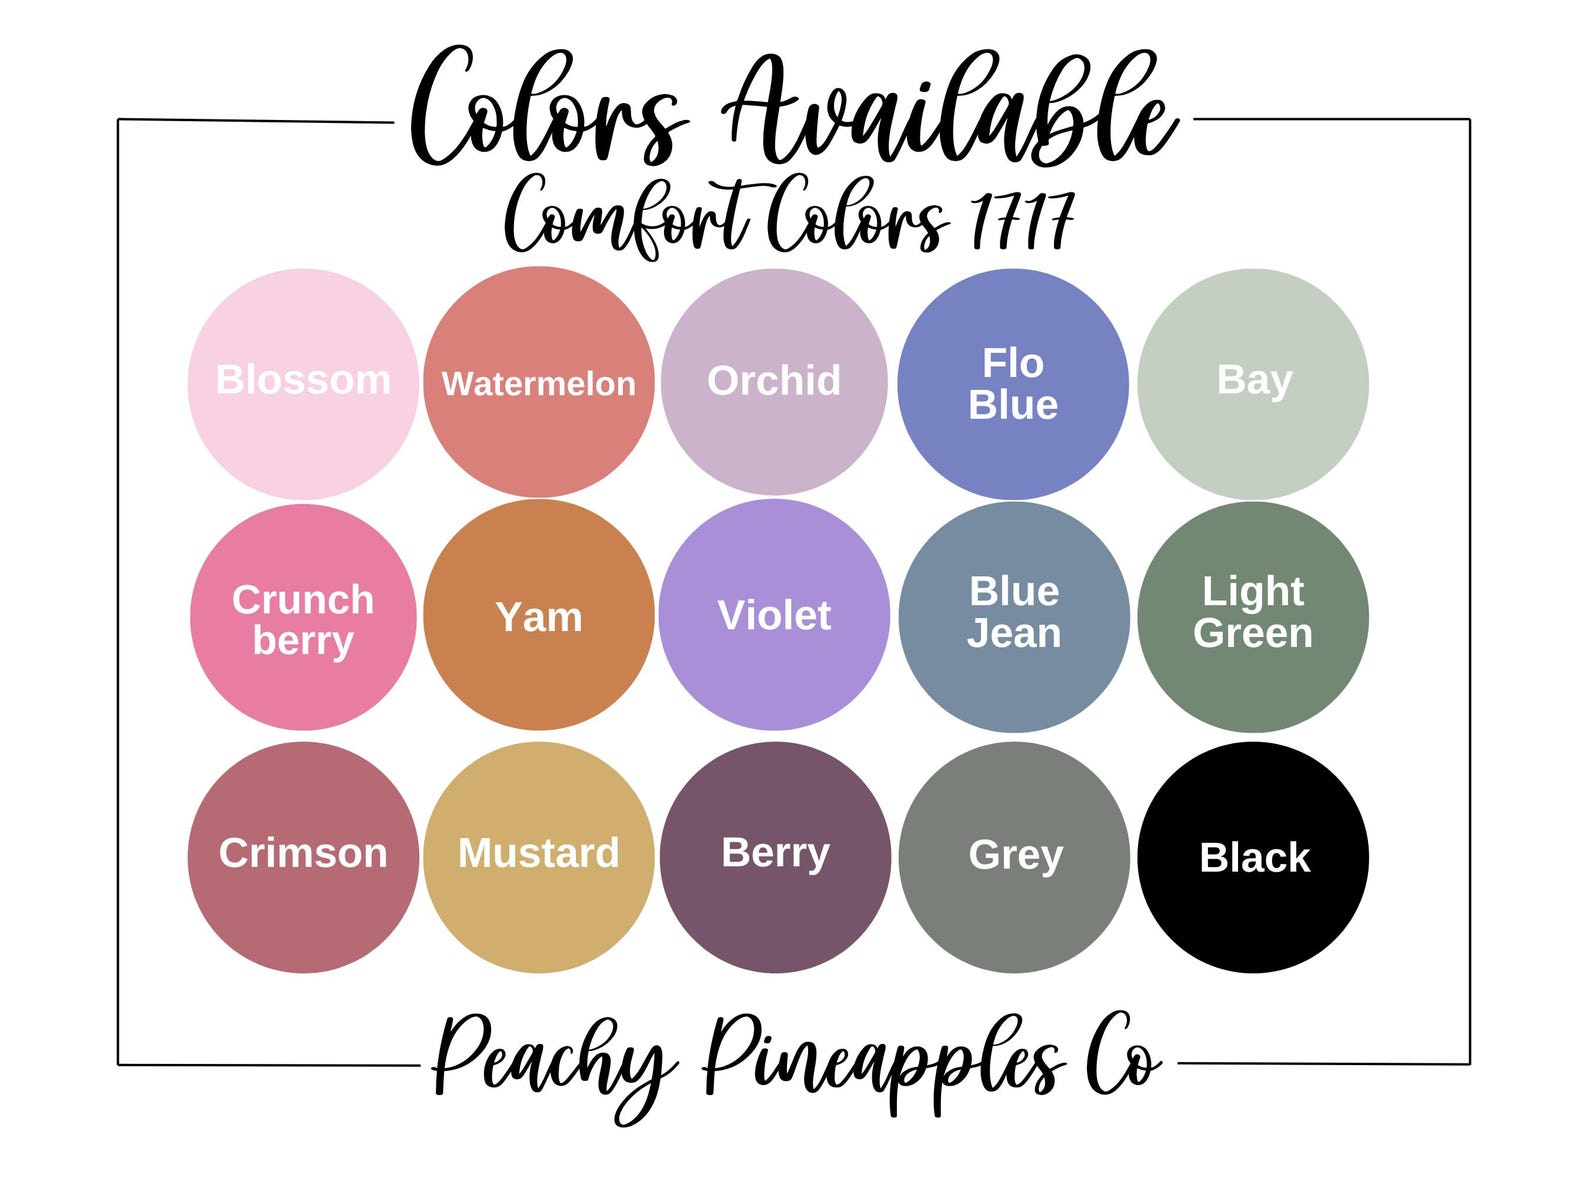 Colors Available
Comfort Colors 1717
Blossom
Watermelon
Orchid
Flo
Blue
Bay
Crunch
berry
Yam
Violet
Blue
Jean
Light
Green
Crimson
Mustard
Berry
Grey
Black
Peachy Pineapples Co